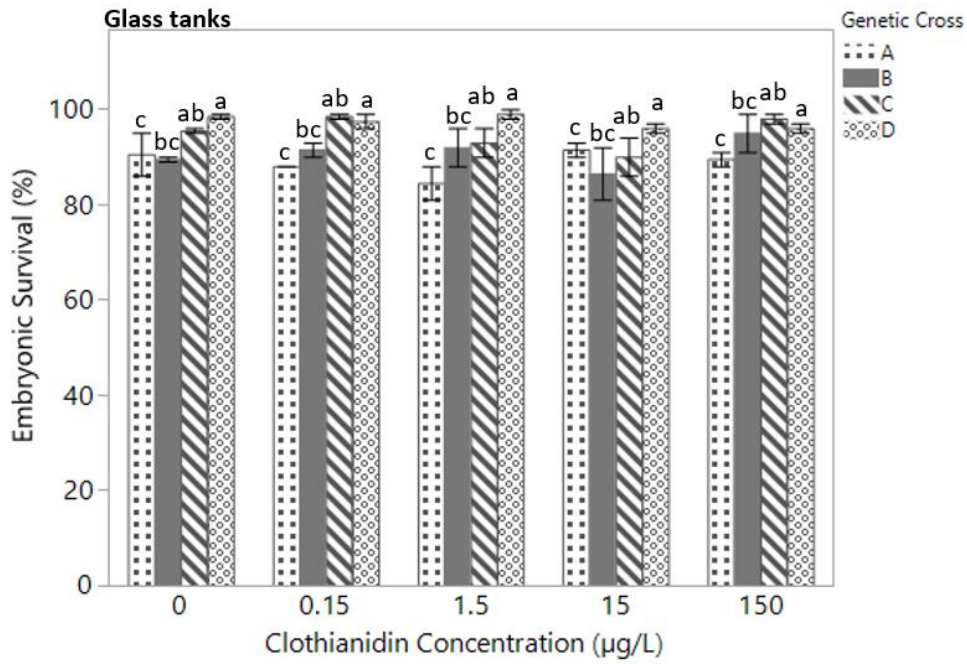 Glass tanks
Genetic Cross
A
B
C
D
Embryonic Survival (%)
100
80
60
40
20
0
c bc ab a
c bc ab a
c bc ab a
c bc ab a
c bc ab a
0 0.15 1.5 15 150
Clothianidin Concentration (µg/L)